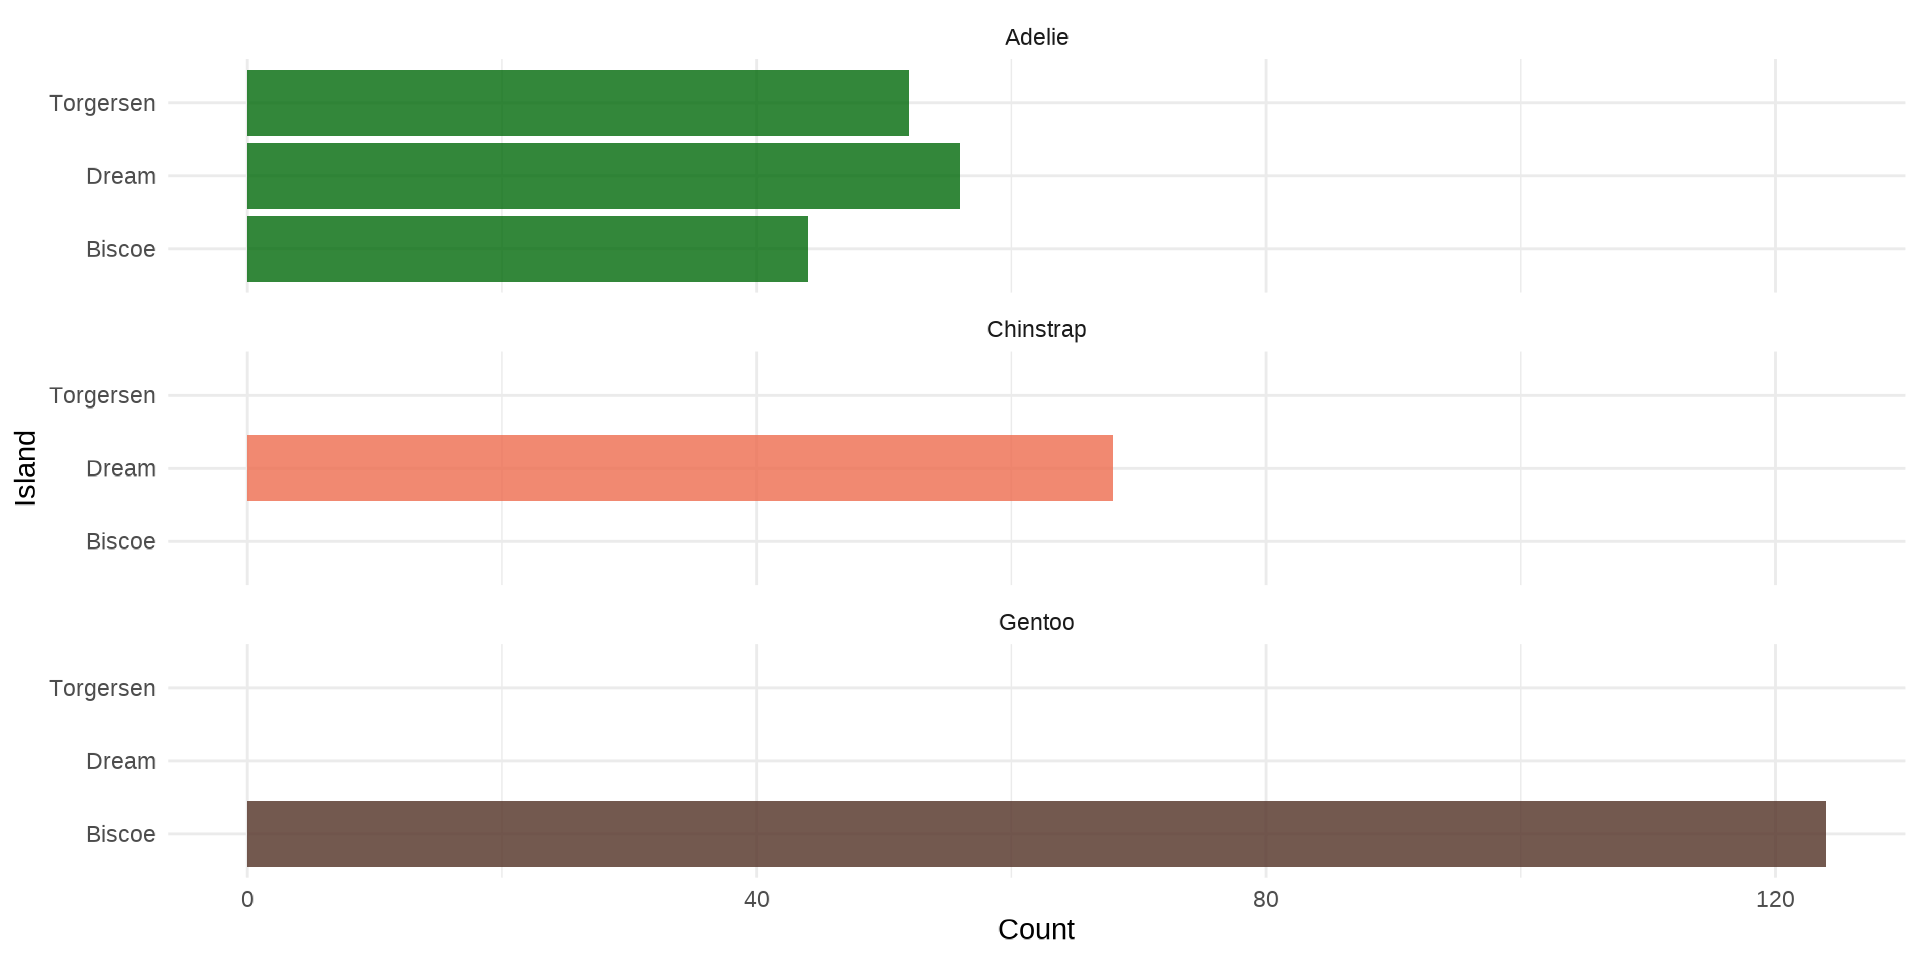 Adelie
Torgersen
Dream
Biscoe
Chinstrap
Torgersen
Dream
Biscoe
Gentoo
Torgersen
Dream
Biscoe
0 40 80 120
Count
Island